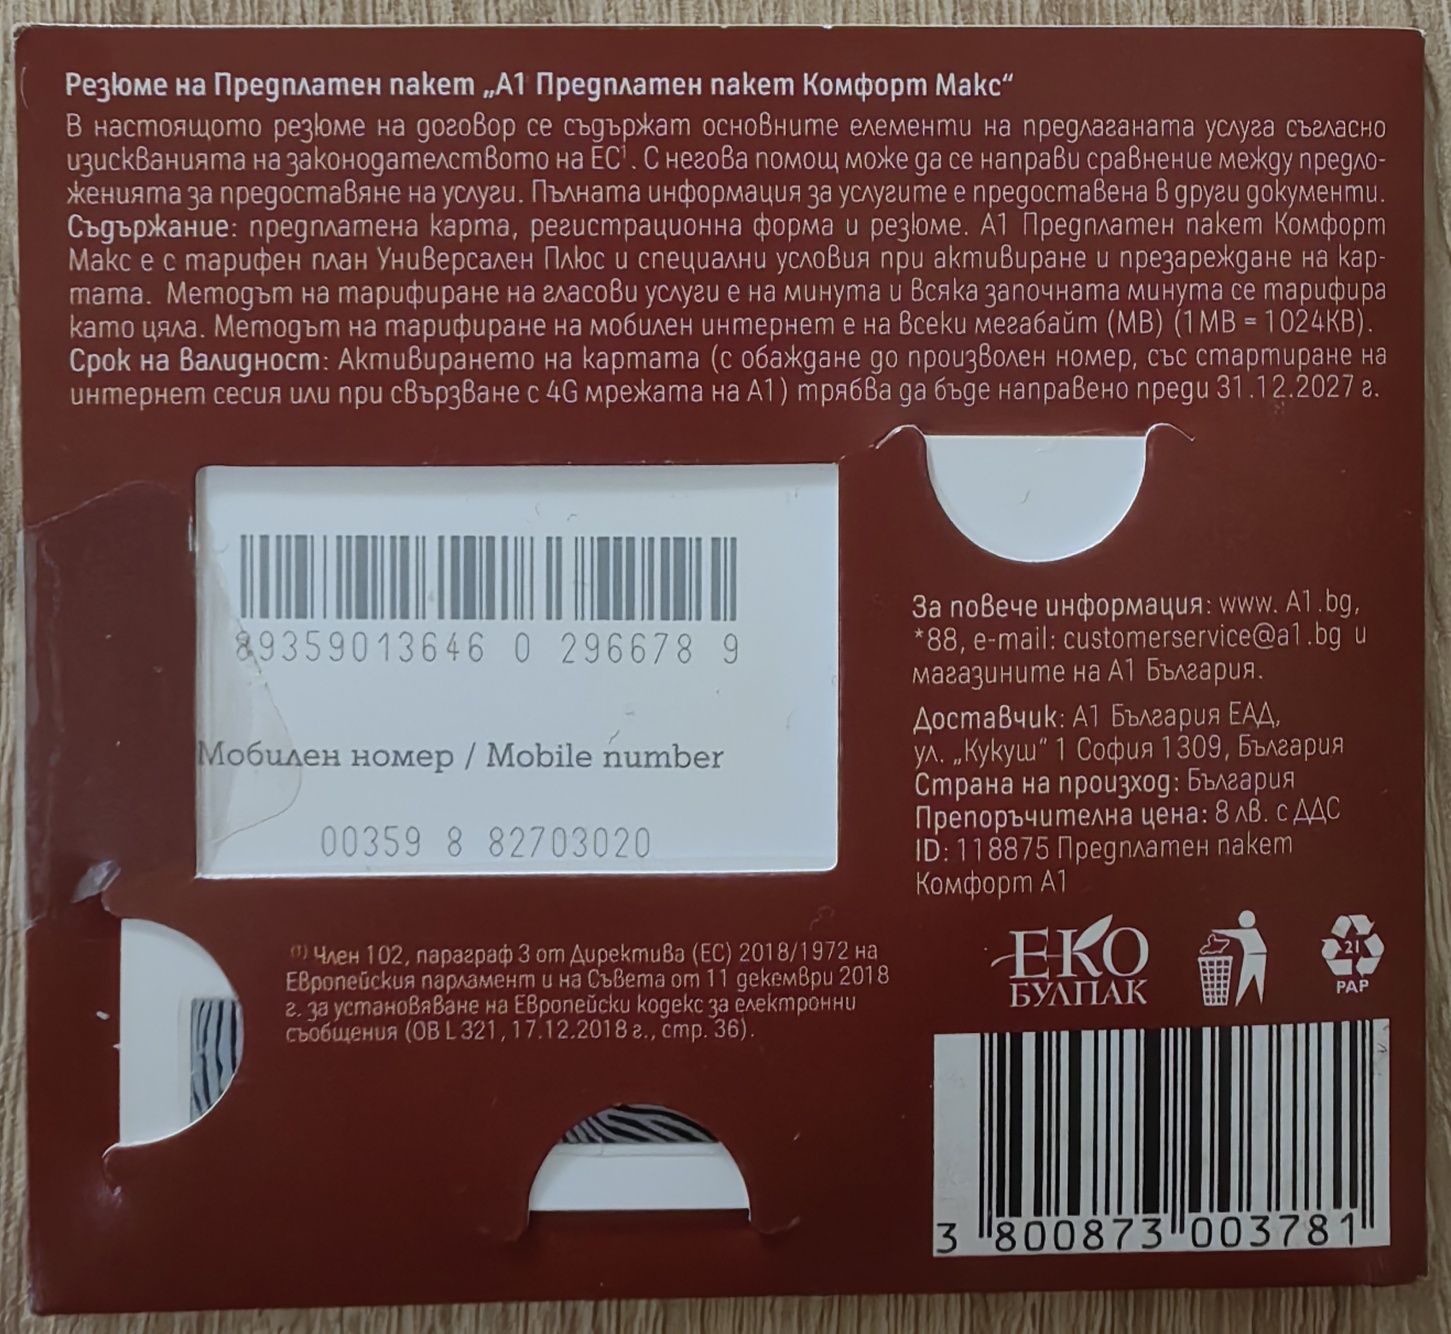 Резюме на Предплатен пакет „А1 Предплатен пакет Комфорт Макс“
В настоящото резюме на договор се съдържат основните елементи на предлаганата услуга съгласно
изискванията на законодателството на ЕС¹. С негова помощ може да се направи сравнение между предло-
женията за предоставяне на услуги. Пълната информация за услугите е предоставена в други документи.
Съдържание: предплатена карта, регистрационна форма и резюме. А1 Предплатен пакет Комфорт
Макс е с тарифен план Универсален Плюс и специални условия при активиране и презареждане на кар-
тата. Методът на тарифиране на гласови услуги е на минута и всяка започната минута се тарифира
като цяла. Методът на тарифиране на мобилен интернет е на всеки мегабайт (MB) (1MB = 1024KB).
Срок на валидност: Активирането на картата (с обаждане до произволен номер, със стартиране на
интернет сесия или при свързване с 4G мрежата на А1) трябва да бъде направено преди 31.12.2027 г.
89359013646 0 296678 9
Мобилен номер / Mobile number
00359 8 82703020
За повече информация: www. A1.bg,
*88, e-mail: customerservice@a1.bg и
магазините на А1 България.
Доставчик: А1 България ЕАД,
ул. „Кукуш“ 1 София 1309, България
Страна на произход: България
Препоръчителна цена: 8 лв. с ДДС
ID: 118875 Предплатен пакет
Комфорт А1
(1) Член 102, параграф 3 от Директива (ЕС) 2018/1972 на
Европейския парламент и на Съвета от 11 декември 2018
г. за установяване на Европейски кодекс за електронни
съобщения (ОВ L 321, 17.12.2018 г., стр. 36).
ЕКО
БУЛПАК
21
PAP
3 800873 003781